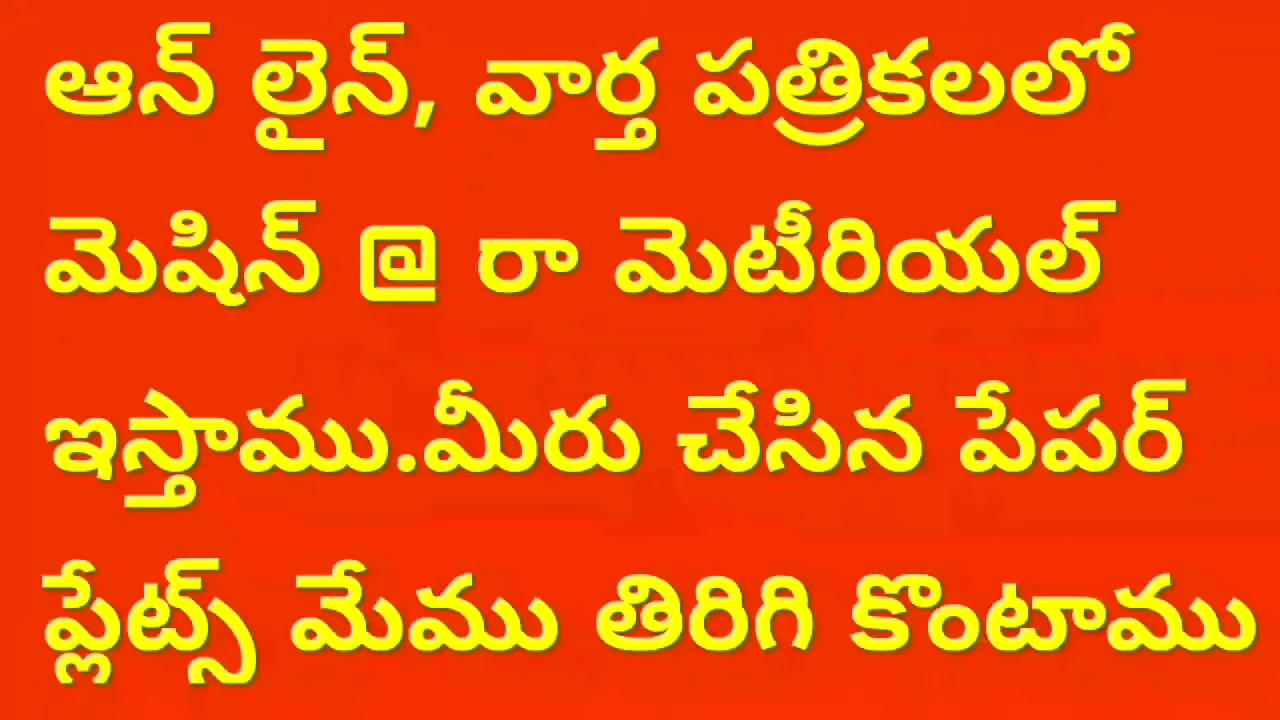 ఆన్ లైన్, వార్త పత్రికలలో
మెషిన్ @ రా మెటీరియల్
ఇస్తాము.మీరు చేసిన పేపర్
ప్లేట్స్ మేము తిరిగి కొంటాము